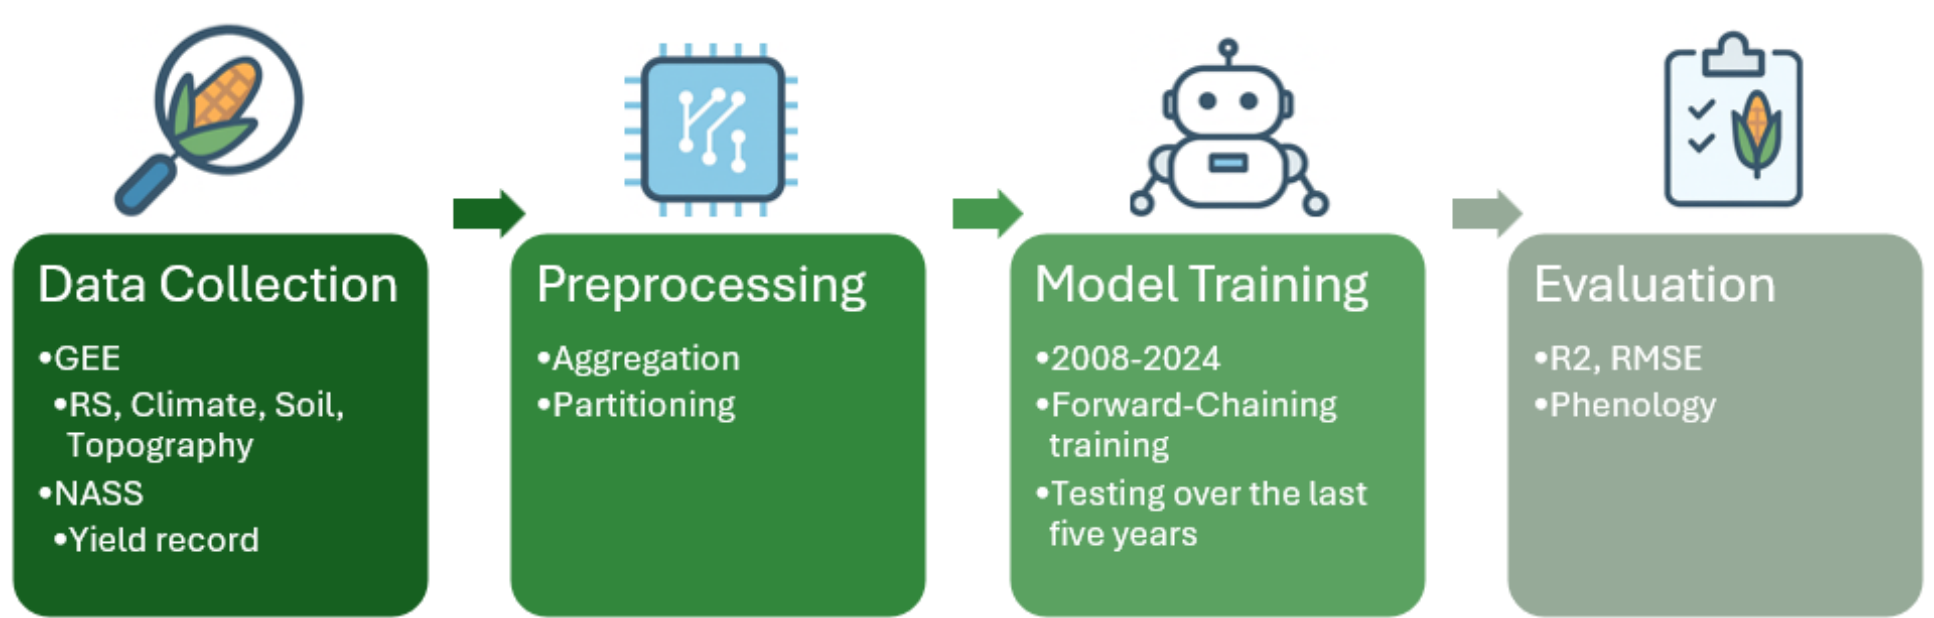 Data Collection
•GEE
•RS, Climate, Soil,
Topography
•NASS
•Yield record
Preprocessing
•Aggregation
•Partitioning
Model Training
•2008-2024
•Forward-Chaining
training
•Testing over the last
five years
Evaluation
•R2, RMSE
•Phenology